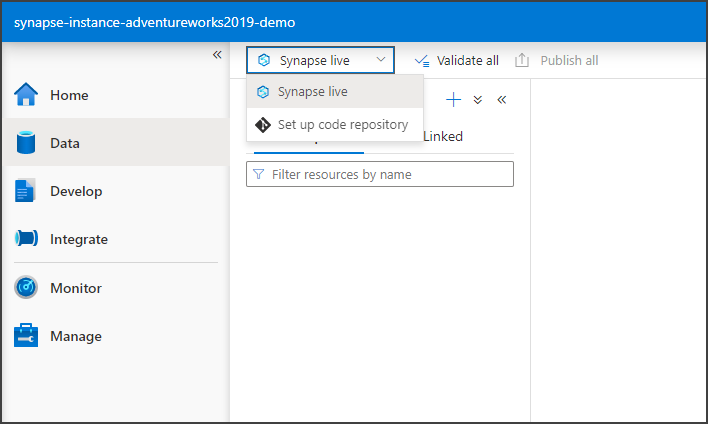 synapse-instance-adventureworks2019-demo
Synapse live
Validate all
Publish all
Synapse live
Set up code repository
Linked
Filter resources by name
Home
Data
Develop
Integrate
Monitor
Manage